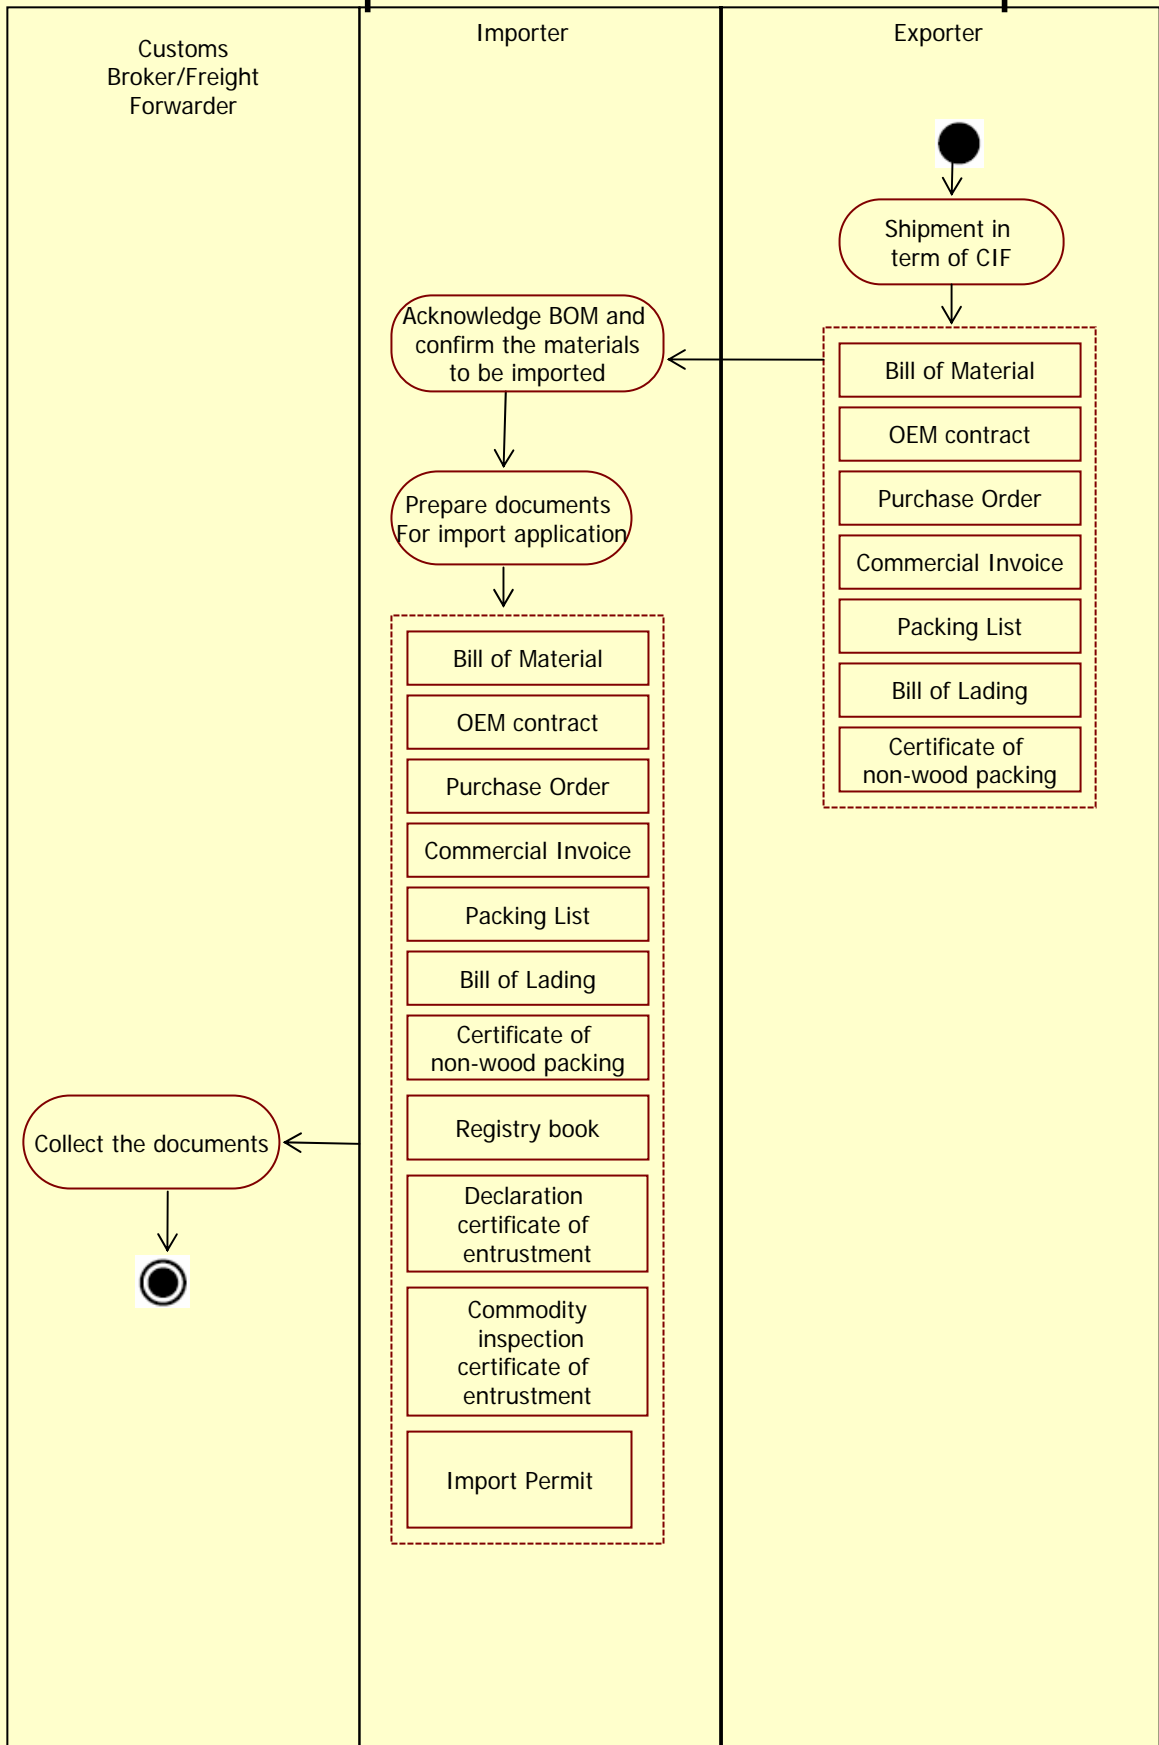 Customs
Broker/Freight
Forwarder
Importer
Exporter
Shipment in
term of CIF
Acknowledge BOM and
confirm the materials
to be imported
Bill of Material
OEM contract
Purchase Order
Commercial Invoice
Packing List
Bill of Lading
Certificate of
non-wood packing
Prepare documents
For import application
Bill of Material
OEM contract
Purchase Order
Commercial Invoice
Packing List
Bill of Lading
Certificate of
non-wood packing
Registry book
Declaration
certificate of
entrustment
Commodity
inspection
certificate of
entrustment
Import Permit
Collect the documents